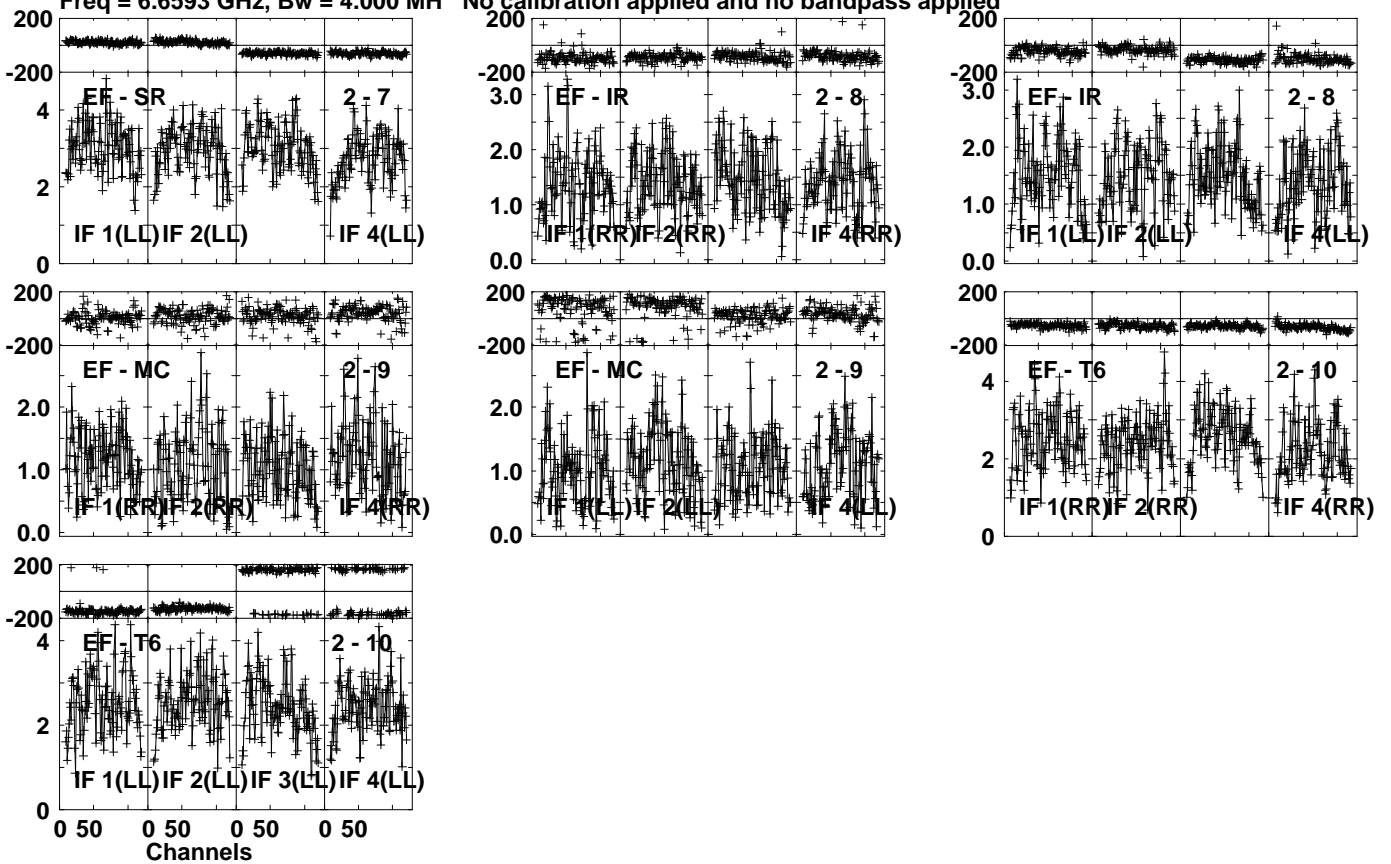 Freq = 6.6593 GHz, Bw = 4.000 MH No calibration applied and no bandpass applied
200
-200
EF - SR 2 - 7
4
2
IF 1(LL) IF 2(LL) IF 4(LL)
0
200
-200
EF - IR 2 - 8
3.0
2.0
1.0
IF 1(RR) IF 2(RR) IF 4(RR)
0.0
200
-200
EF - IR 2 - 8
3.0
2.0
1.0
IF 1(LL) IF 2(LL) IF 4(LL)
0.0
200
-200
EF - MC 2 - 9
2.0
1.0
IF 1(RR) IF 2(RR) IF 4(RR)
0.0
200
-200
EF - MC 2 - 9
2.0
1.0
IF 1(LL) IF 2(LL) IF 4(LL)
0.0
200
-200
EF - T6 2 - 10
4
2
IF 1(RR) IF 2(RR) IF 4(RR)
0
200
-200
EF - T6 2 - 10
4
2
IF 1(LL) IF 2(LL) IF 3(LL) IF 4(LL)
0
0 50 0 50 0 50 0 50
Channels